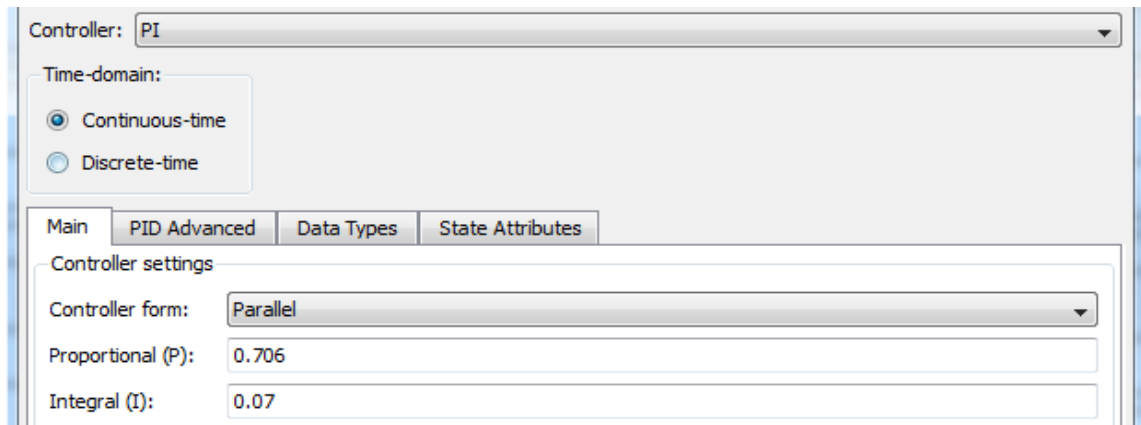 Controller: PI
Time-domain:
Continuous-time
Discrete-time
Main PID Advanced Data Types State Attributes
Controller settings
Controller form: Parallel
Proportional (P): 0.706
Integral (I): 0.07